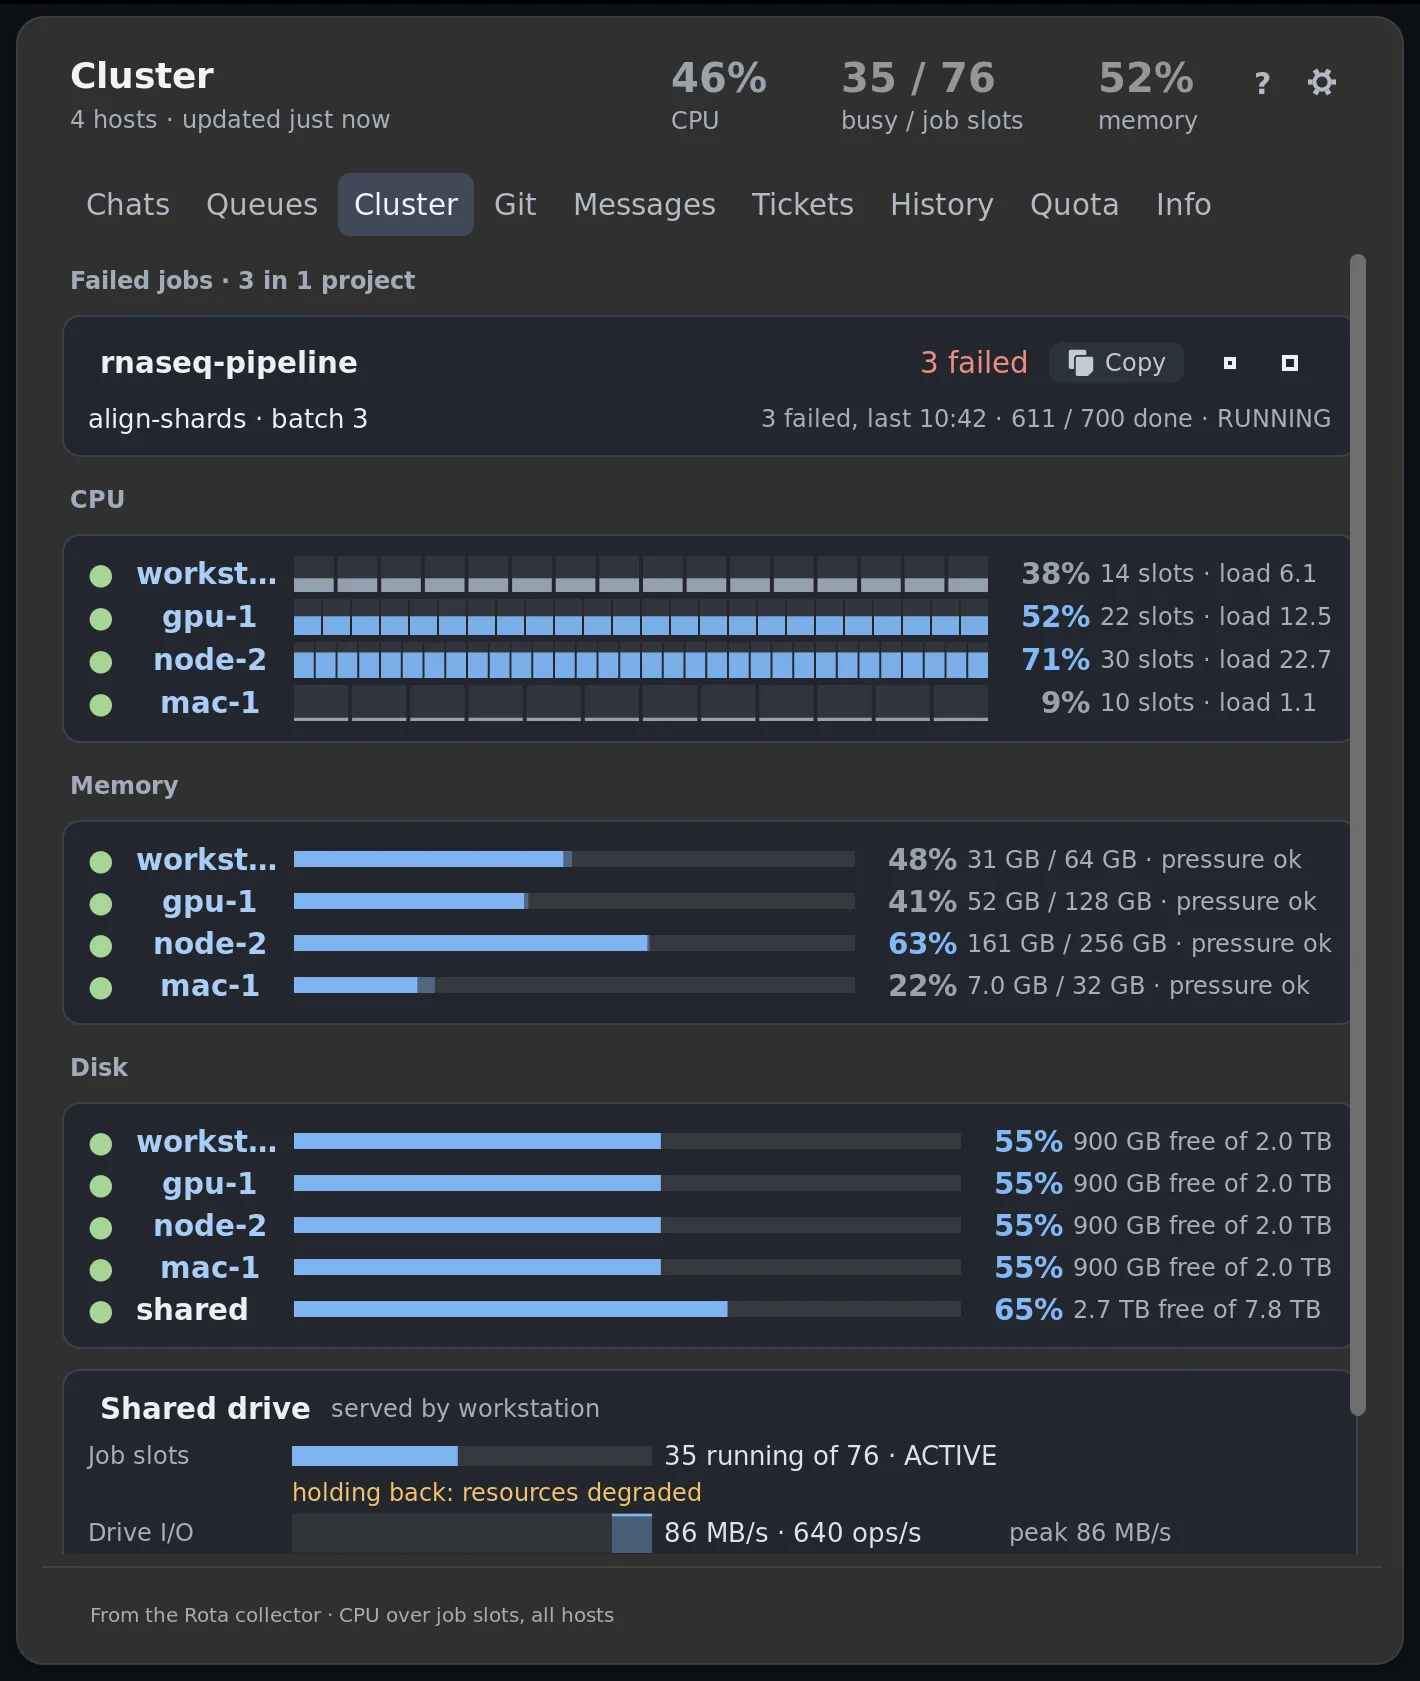 Cluster
4 hosts · updated just now
46%
CPU
35 / 76
busy / job slots
52%
memory
?
Chats Queues Cluster Git Messages Tickets History Quota Info
Failed jobs · 3 in 1 project
rnaseq-pipeline 3 failed Copy
align-shards · batch 3 3 failed, last 10:42 · 611 / 700 done · RUNNING
CPU
workst... 38% 14 slots · load 6.1
gpu-1 52% 22 slots · load 12.5
node-2 71% 30 slots · load 22.7
mac-1 9% 10 slots · load 1.1
Memory
workst... 48% 31 GB / 64 GB · pressure ok
gpu-1 41% 52 GB / 128 GB · pressure ok
node-2 63% 161 GB / 256 GB · pressure ok
mac-1 22% 7.0 GB / 32 GB · pressure ok
Disk
workst... 55% 900 GB free of 2.0 TB
gpu-1 55% 900 GB free of 2.0 TB
node-2 55% 900 GB free of 2.0 TB
mac-1 55% 900 GB free of 2.0 TB
shared 65% 2.7 TB free of 7.8 TB
Shared drive served by workstation
Job slots 35 running of 76 · ACTIVE
holding back: resources degraded
Drive I/O 86 MB/s · 640 ops/s peak 86 MB/s
From the Rota collector · CPU over job slots, all hosts